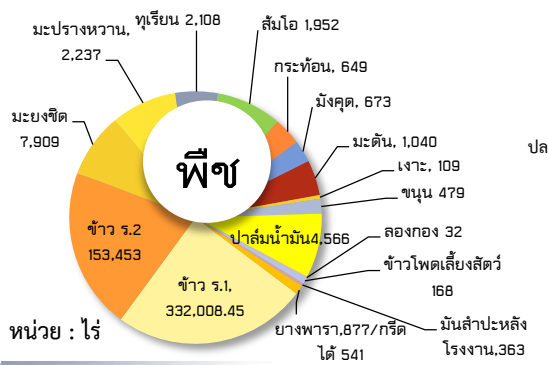 ทุเรียน 2,108
ส้มโอ 1,952
มะปรางหวาน,
2,237
กระท้อน, 649
มังคุด, 673
มะยงชิด
7,909
มะดัน, 1,040
ปล
เงาะ, 109
พืช
ขนุน 479
ข้าว ร.2
153,453
ปาล์มน้ำมัน4,566
ลองกอง 32
ข้าวโพดเลี้ยงสัตว์
168
ข้าว ร.1,
332,008.45
หน่วย : ไร่
ยางพารา,877/กรีด
ได้ 541
มันสำปะหลัง
โรงงาน,363